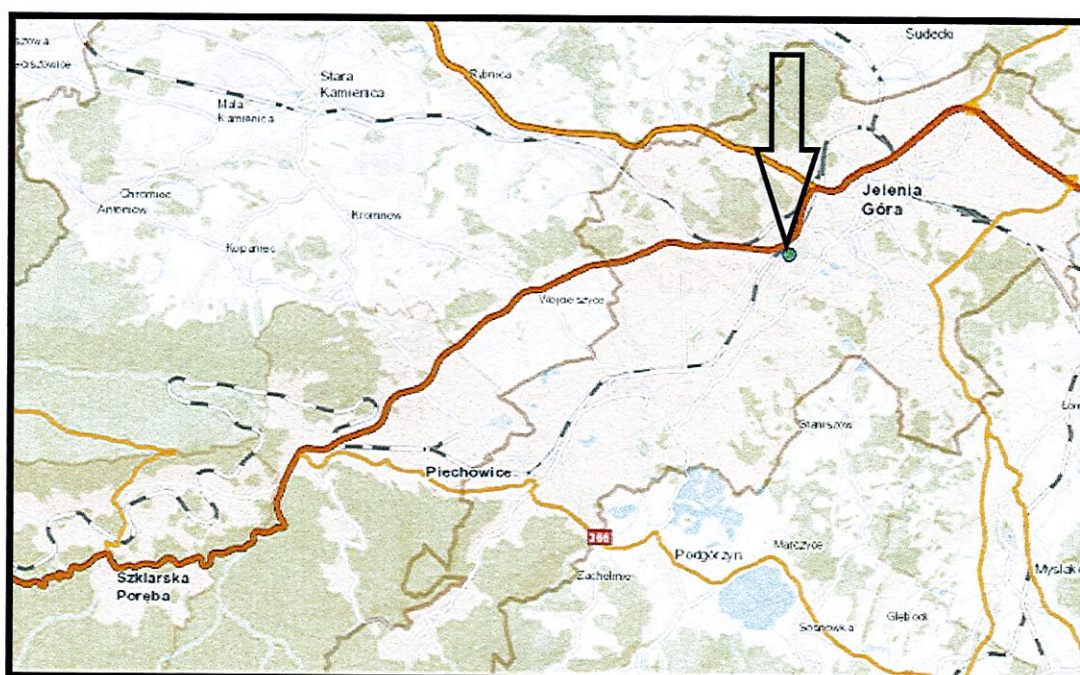 Sudecki
Stara
Kamienica
Rybnica
Mała
Kamienica
Chromiec
Antoniów
Kromnów
Kopaniec
Jelenia
Góra
Wojcieszyce
Staniszów
Piechowice
366
Podgórzyn
Marczyce
Zachełmie
Szklarska
Poręba
Sosnówka
Głębock